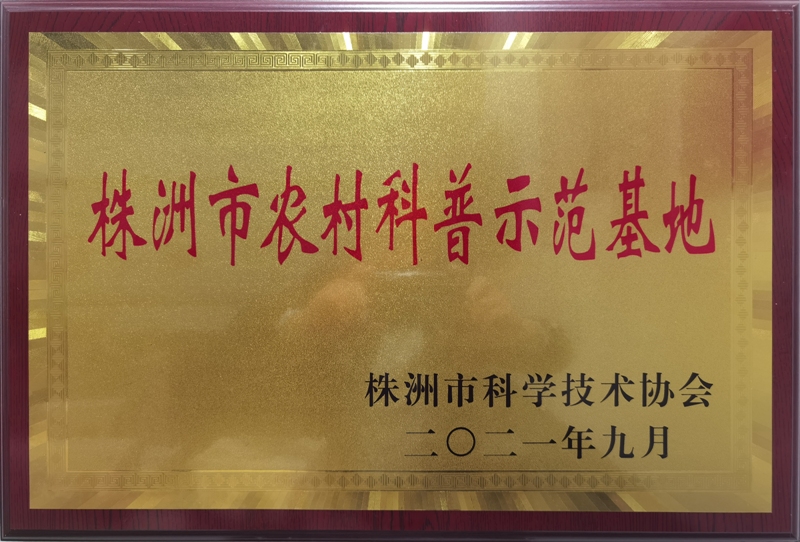 株洲市农村科普示范基地
株洲市科学技术协会
二〇二一年九月